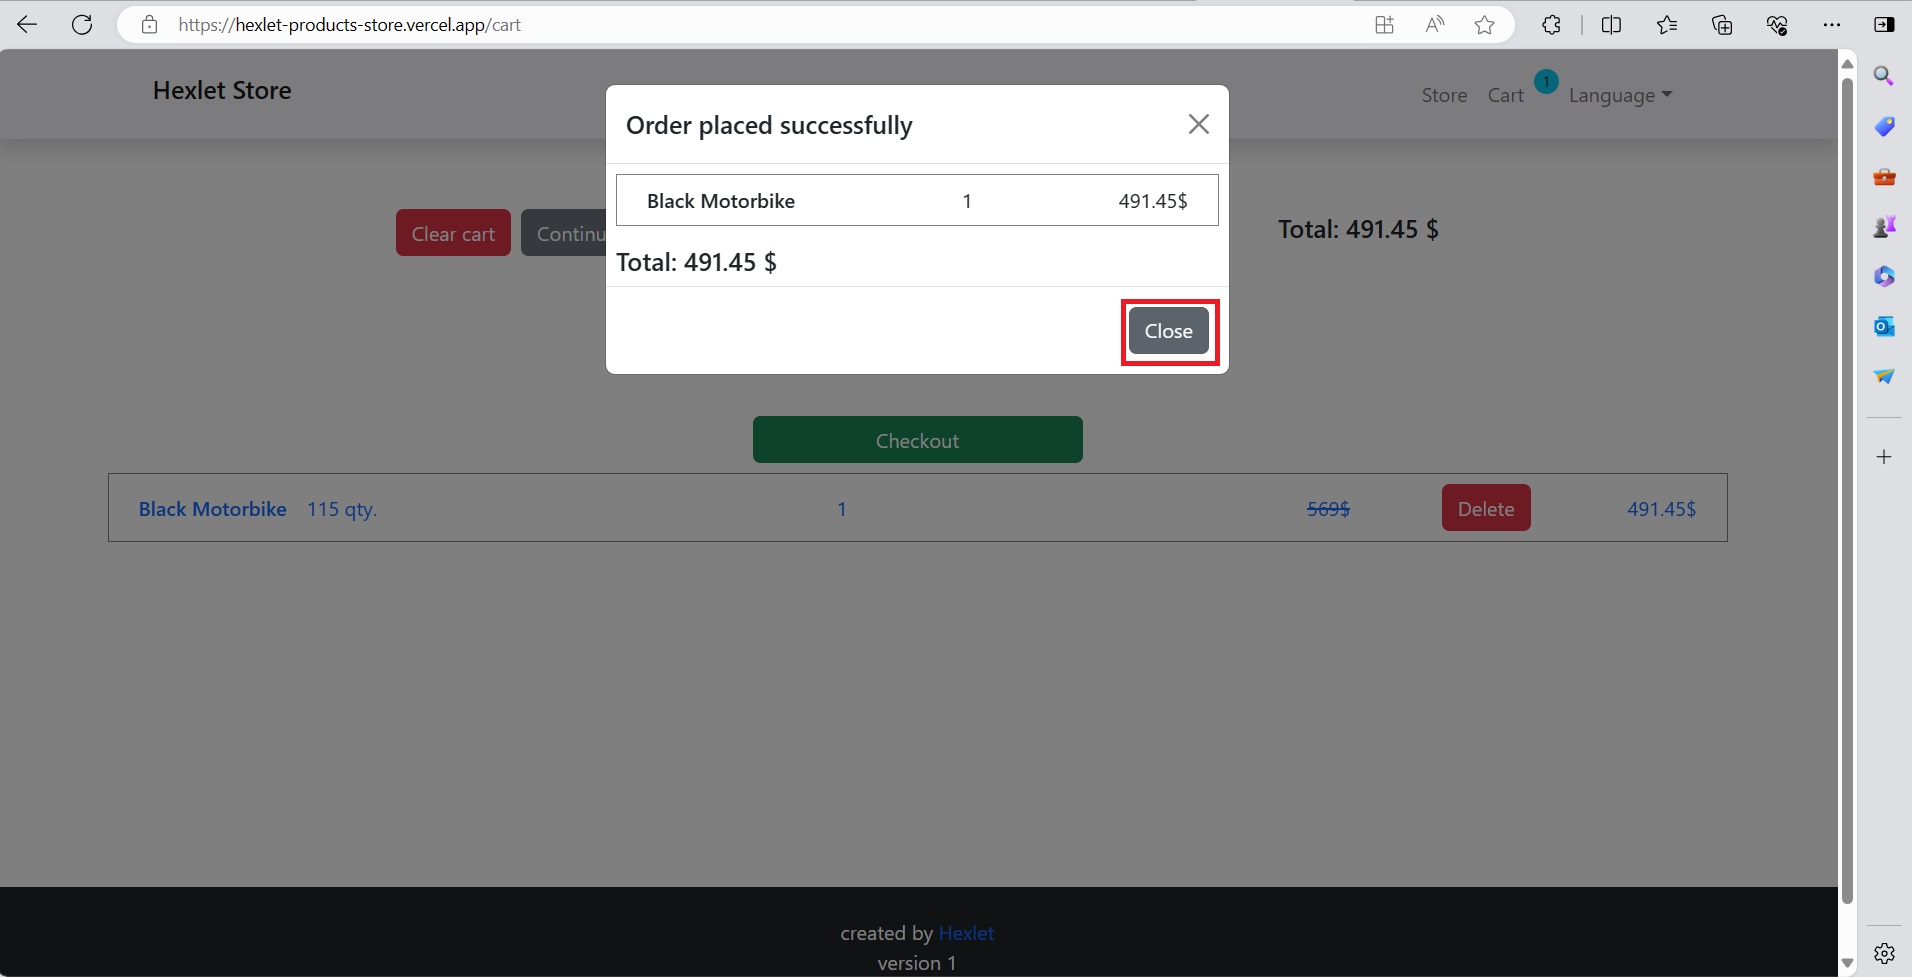 https://hexlet-products-store.vercel.app/cart
Hexlet Store
Store Cart 1 Language
Order placed successfully
Black Motorbike 1 491.45$
Total: 491.45 $
Close
Clear cart
Continu
Total: 491.45 $
Checkout
Black Motorbike 115 qty. 1 569$ Delete 491.45$
created by Hexlet
version 1